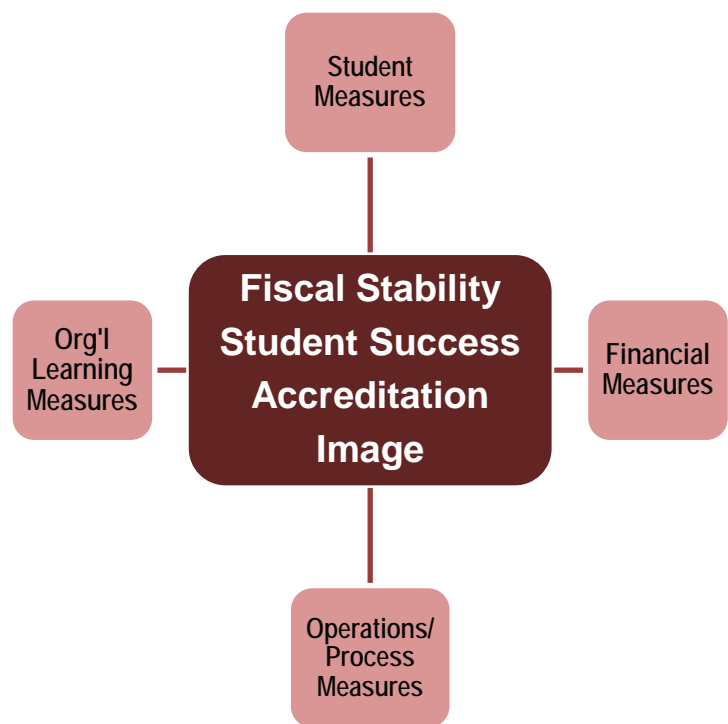 Student
Measures
Fiscal Stability
Student Success
Accreditation
Image
Org'l
Learning
Measures
Financial
Measures
Operations/
Process
Measures